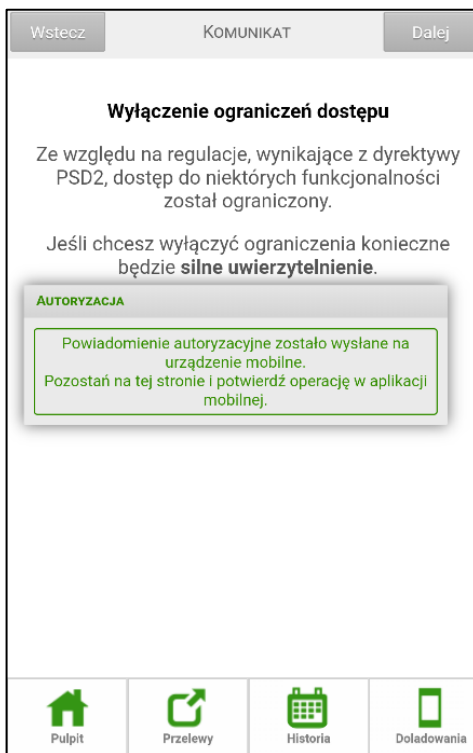 Wstecz
KOMUNIKAT
Dalej
Wyłączenie ograniczeń dostępu
Ze względu na regulacje, wynikające z dyrektywy
PSD2, dostęp do niektórych funkcjonalności
został ograniczony.
Jeśli chcesz wyłączyć ograniczenia konieczne
będzie silne uwierzytelnienie.
AUTORYZACJA
Powiadomienie autoryzacyjne zostało wysłane na
urządzenie mobilne.
Pozostań na tej stronie i potwierdź operację w aplikacji
mobilnej.
Pulpit
Przelewy
Historia
Doladowania